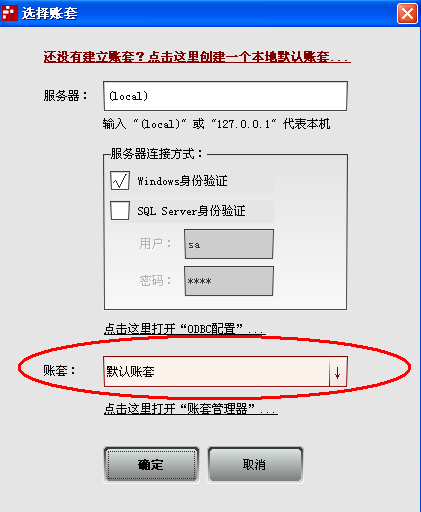 选择账套
还没有建立账套？点击这里创建一个本地默认账套...
服务器： (local)
输入 "(local)" 或 "127.0.0.1" 代表本机
服务器连接方式：
Windows身份验证
SQL Server身份验证
用户： sa
密码： ****
点击这里打开“ODBC配置”...
账套： 默认账套 ↓
点击这里打开“账套管理器”...
确定 取消